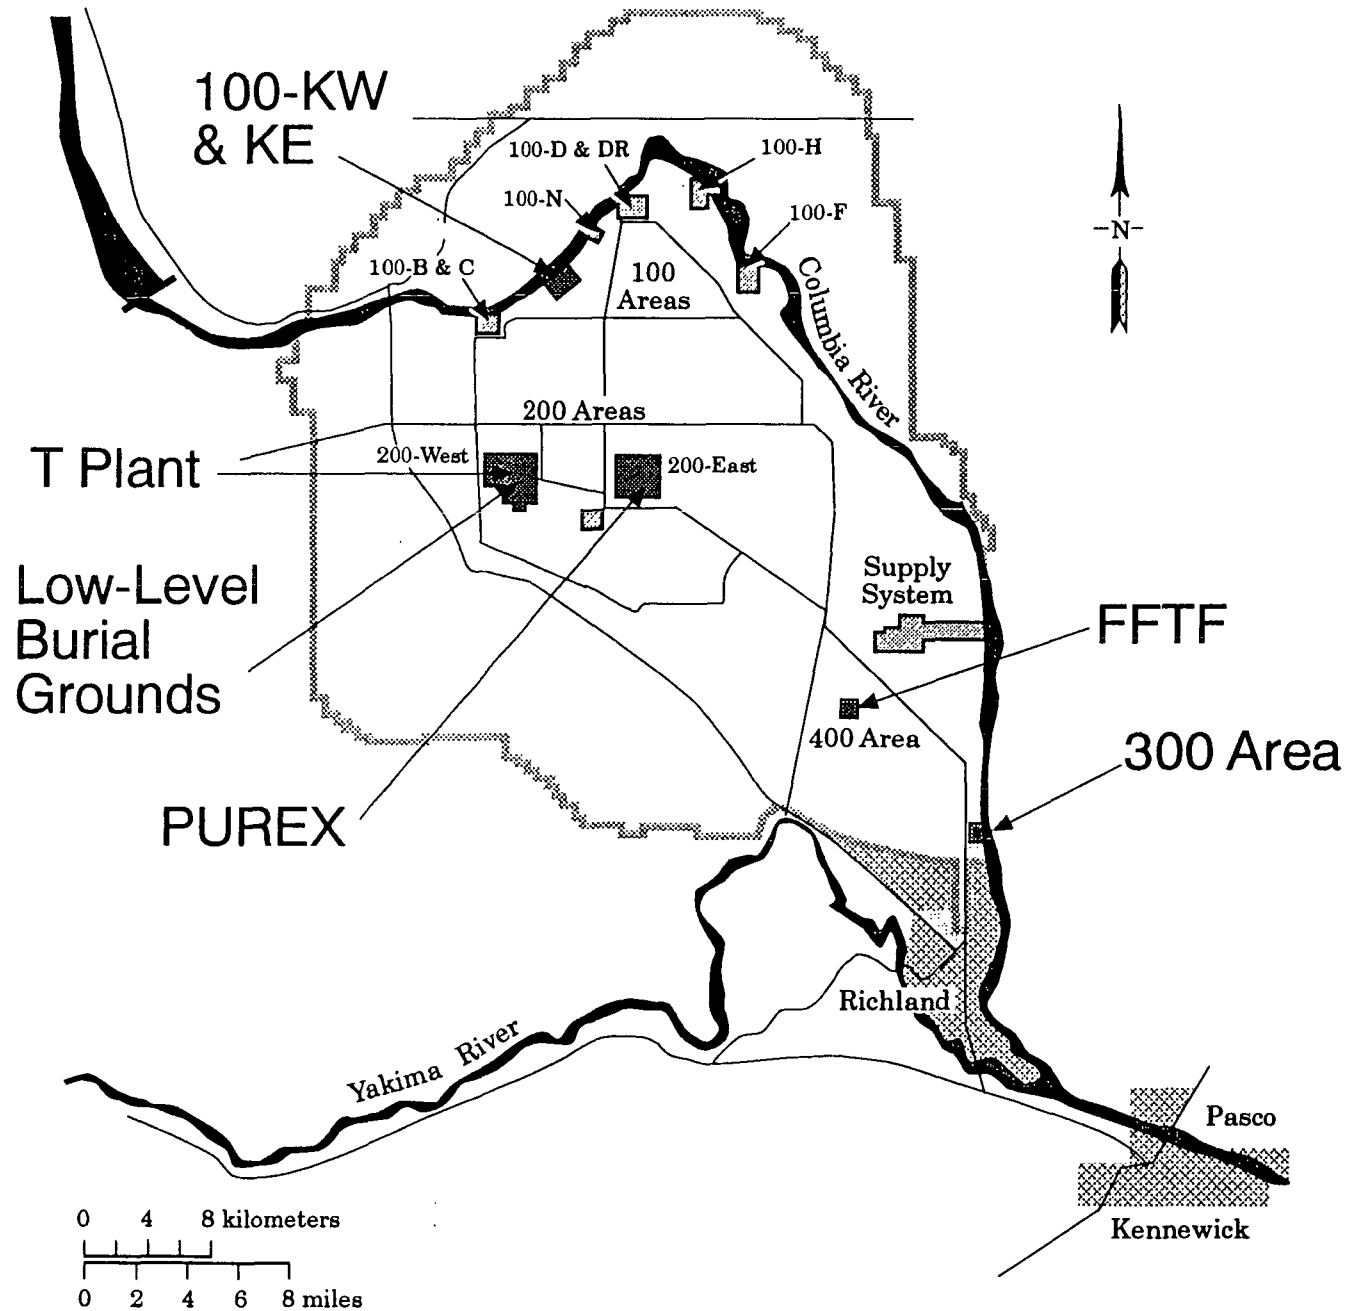 100-KW
& KE
100-D & DR
100-H
100-N
100-F
100-B & C
100
Areas
Columbia River
-N-
200 Areas
T Plant
200-West
200-East
Low-Level
Burial
Grounds
Supply
System
FFTF
400 Area
300 Area
PUREX
Richland
Yakima River
Pasco
Kennewick
0 4 8 kilometers
0 2 4 6 8 miles